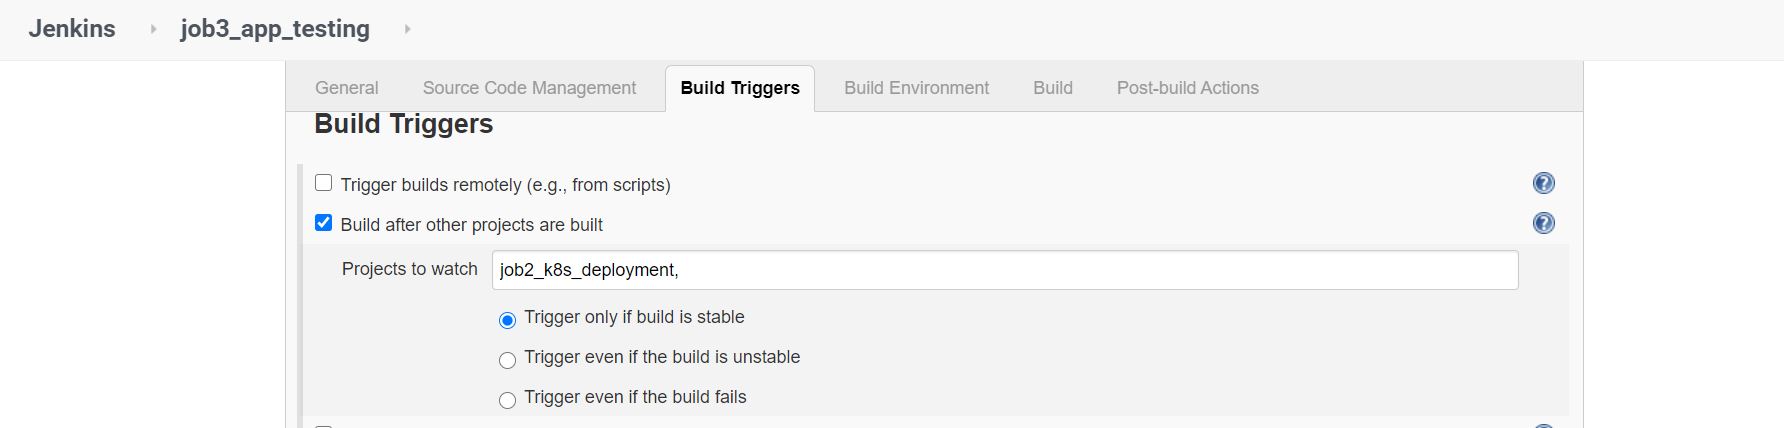 Jenkins job3_app_testing
General Source Code Management Build Triggers Build Environment Build Post-build Actions
Build Triggers
Trigger builds remotely (e.g., from scripts)
Build after other projects are built
Projects to watch job2_k8s_deployment,
Trigger only if build is stable
Trigger even if the build is unstable
Trigger even if the build fails